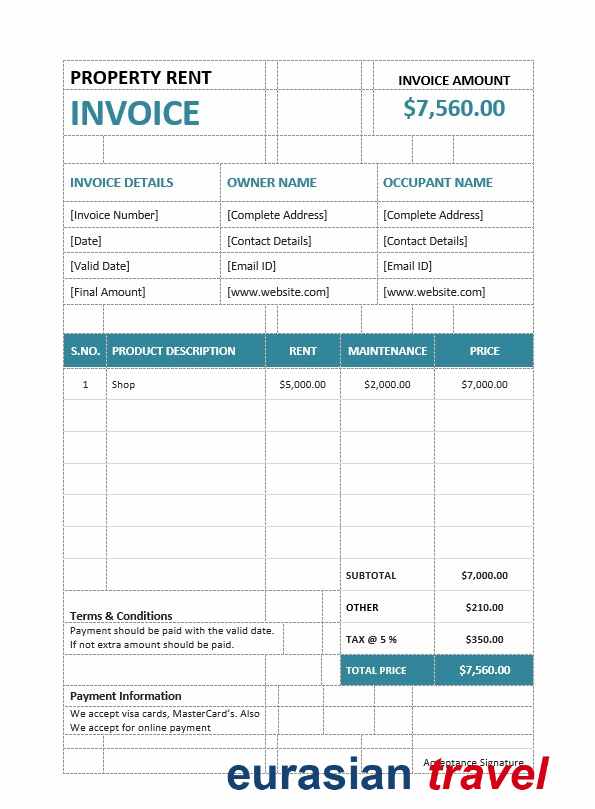 PROPERTY RENT
INVOICE AMOUNT
INVOICE
$7,560.00
INVOICE DETAILS OWNER NAME OCCUPANT NAME
[Invoice Number] [Complete Address] [Complete Address]
[Date] [Contact Details] [Contact Details]
[Valid Date] [Email ID] [Email ID]
[Final Amount] [www.website.com] [www.website.com]
S.NO. PRODUCT DESCRIPTION RENT MAINTENANCE PRICE
1 Shop $5,000.00 $2,000.00 $7,000.00
SUBTOTAL $7,000.00
OTHER $210.00
Terms & Conditions
Payment should be paid with the valid date.
If not extra amount should be paid.
TAX @ 5 % $350.00
TOTAL PRICE $7,560.00
Payment Information
We accept visa cards, MasterCard's. Also
We accept for online payment
Acceptance Signature
eurasian travel